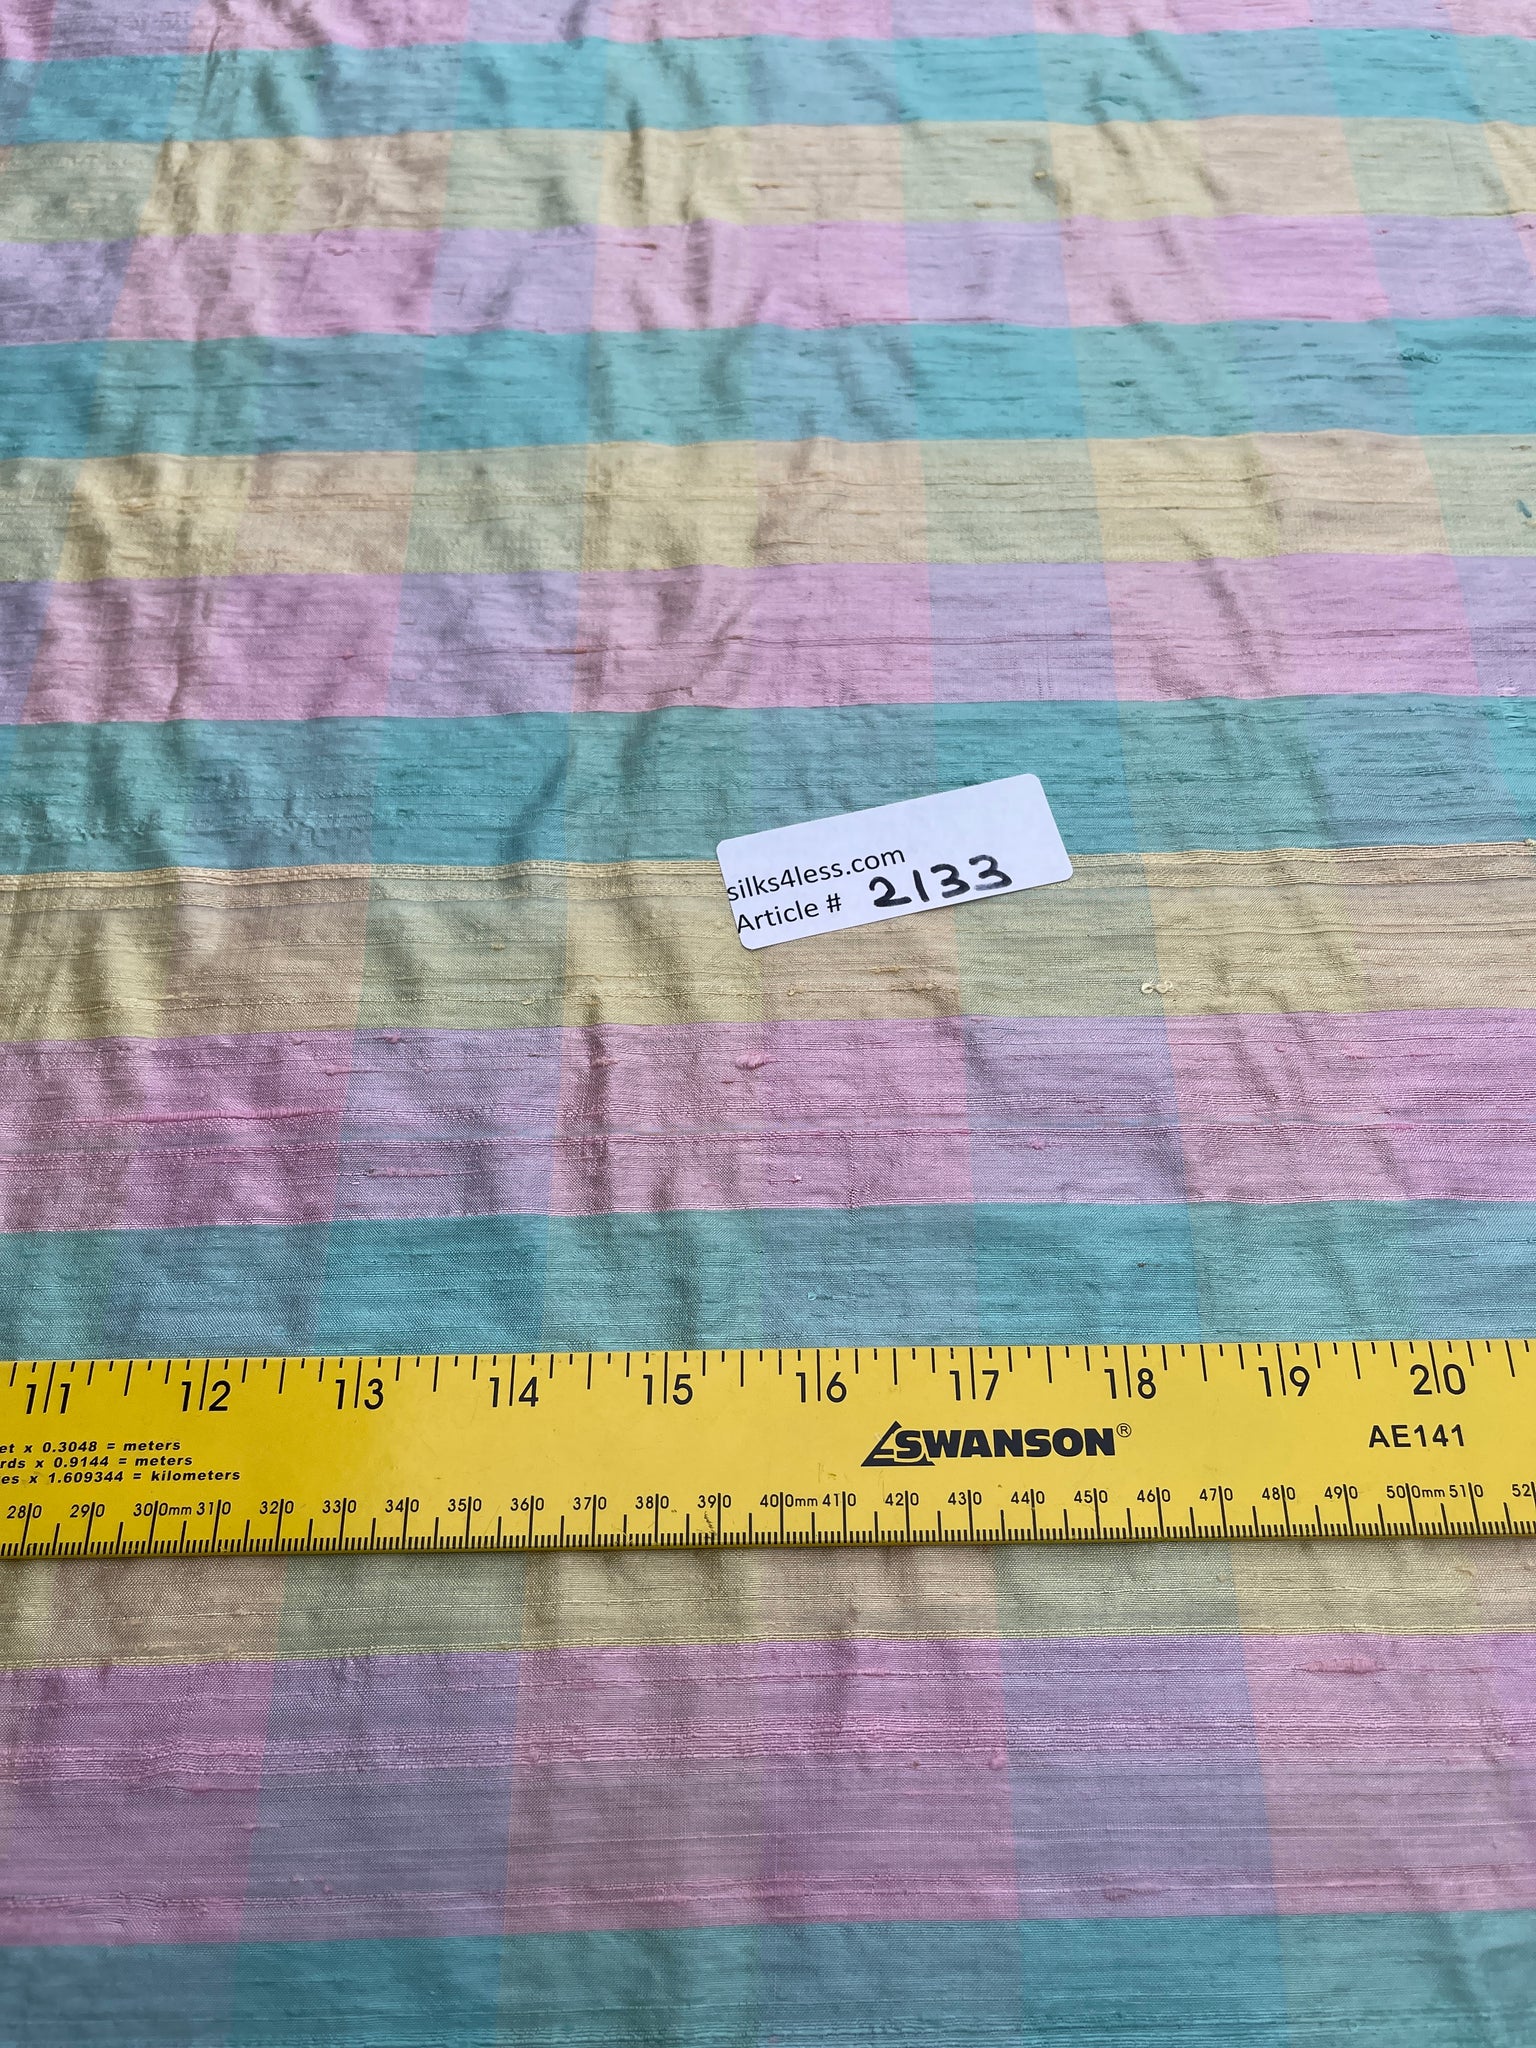 silks4less.com
Article # 2133
11 12 13 14 15 16 17 18 19 20
SWANSON® AE141
et x 0.3048 = meters
rds x 0.9144 = meters
es x 1.609344 = kilometers
280 290 300mm 310 320 330 340 350 360 370 380 390 400mm 410 420 430 440 450 460 470 480 490 500mm 510 52